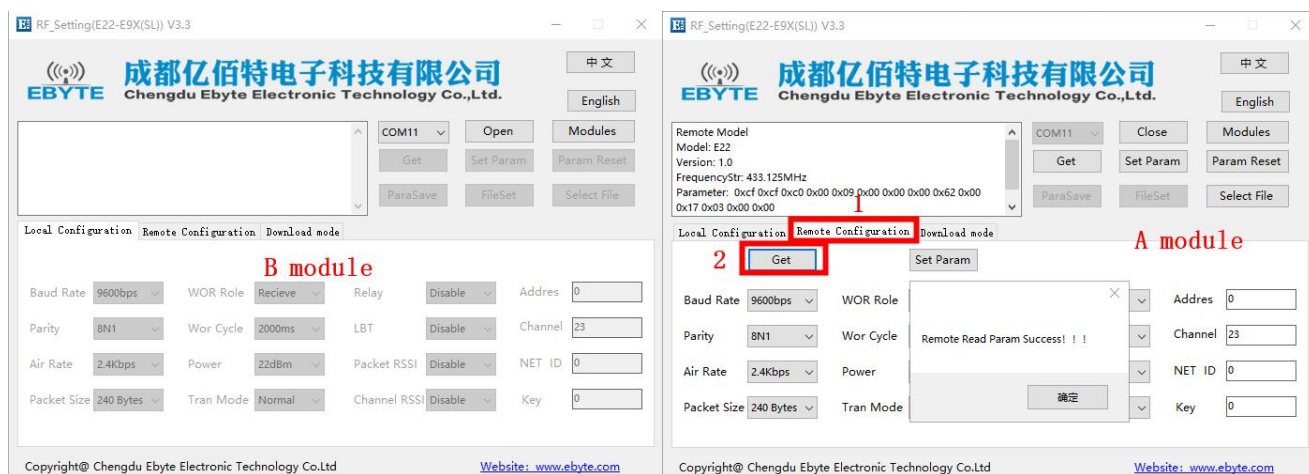 RF_Setting(E22-E9X(SL)) V3.3
EBYTE
成都亿佰特电子科技有限公司
Chengdu Ebyte Electronic Technology Co.,Ltd.
中文
English
COM11 Open Modules
Get Set Param Param Reset
ParaSave FileSet Select File
Local Configuration Remote Configuration Download mode
B module
Baud Rate 9600bps WOR Role Recieve Relay Disable Addres 0
Parity 8N1 Wor Cycle 2000ms LBT Disable Channel 23
Air Rate 2.4Kbps Power 22dBm Packet RSSI Disable NET ID 0
Packet Size 240 Bytes Tran Mode Normal Channel RSSI Disable Key 0
Copyright@ Chengdu Ebyte Electronic Technology Co.Ltd Website: www.ebyte.com
RF_Setting(E22-E9X(SL)) V3.3
EBYTE
成都亿佰特电子科技有限公司
Chengdu Ebyte Electronic Technology Co.,Ltd.
中文
English
Remote Model
Model: E22
Version: 1.0
FrequencyStr: 433.125MHz
Parameter: 0xcf 0xcf 0xc0 0x00 0x09 0x00 0x00 0x00 0x62 0x00
0x17 0x03 0x00 0x00
COM11 Close Modules
Get Set Param Param Reset
ParaSave FileSet Select File
1
Local Configuration Remote Configuration Download mode
A module
2 Get Set Param
Baud Rate 9600bps WOR Role Addres 0
Parity 8N1 Wor Cycle Channel 23
Air Rate 2.4Kbps Power NET ID 0
Packet Size 240 Bytes Tran Mode Key 0
Remote Read Param Success! ! !
确定
Copyright@ Chengdu Ebyte Electronic Technology Co.Ltd Website: www.ebyte.com